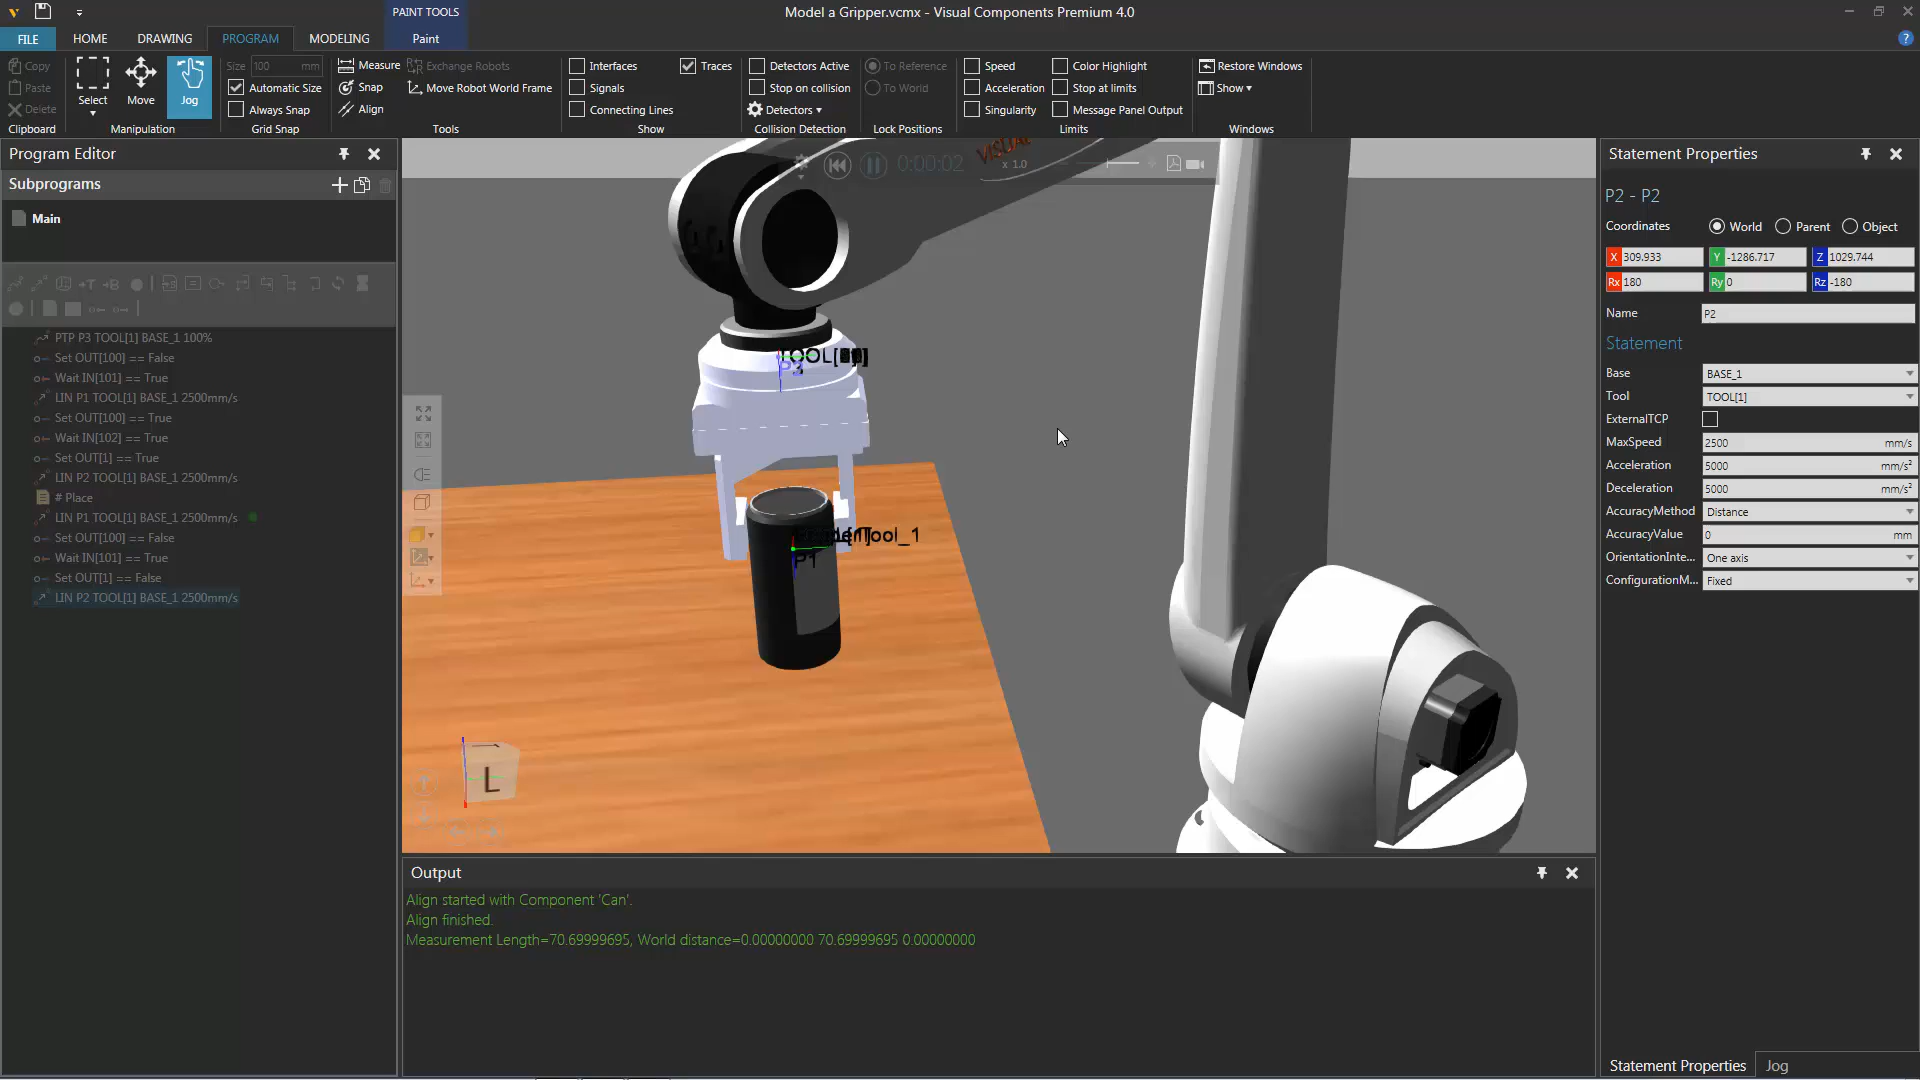 Model a Gripper.vcmx - Visual Components Premium 4.0
PAINT TOOLS
FILE
HOME
DRAWING
PROGRAM
MODELING
Paint
Copy
Paste
Delete
Clipboard
Select
Move
Jog
Manipulation
Size 100 mm
Automatic Size
Always Snap
Grid Snap
Measure
Snap
Align
Exchange Robots
Move Robot World Frame
Tools
Interfaces
Signals
Connecting Lines
Traces
Show
Detectors Active
Stop on collision
Detectors
Collision Detection
To Reference
To World
Lock Positions
Speed
Acceleration
Singularity
Color Highlight
Stop at limits
Message Panel Output
Limits
Restore Windows
Show
Windows
Program Editor
Subprograms
Main
PTP P3 TOOL[1] BASE_1 100%
Set OUT[100] == False
Wait IN[101] == True
LIN P1 TOOL[1] BASE_1 2500mm/s
Set OUT[100] == True
Wait IN[102] == True
Set OUT[1] == True
LIN P2 TOOL[1] BASE_1 2500mm/s
# Place
LIN P1 TOOL[1] BASE_1 2500mm/s
Set OUT[100] == False
Wait IN[101] == True
Set OUT[1] == False
LIN P2 TOOL[1] BASE_1 2500mm/s
0:00:02
x 1.0
VISUAL
P1
L
Output
Align started with Component 'Can'.
Align finished.
Measurement Length=70.69999695, World distance=0.00000000 70.69999695 0.00000000
Statement Properties
P2 - P2
Coordinates World Parent Object
X 309.933 Y -1286.717 Z 1029.744
Rx 180 Ry 0 Rz -180
Name P2
Statement
Base BASE_1
Tool TOOL[1]
ExternalTCP
MaxSpeed 2500 mm/s
Acceleration 5000 mm/s²
Deceleration 5000 mm/s²
AccuracyMethod Distance
AccuracyValue 0 mm
OrientationInte... One axis
ConfigurationM... Fixed
Statement Properties
Jog